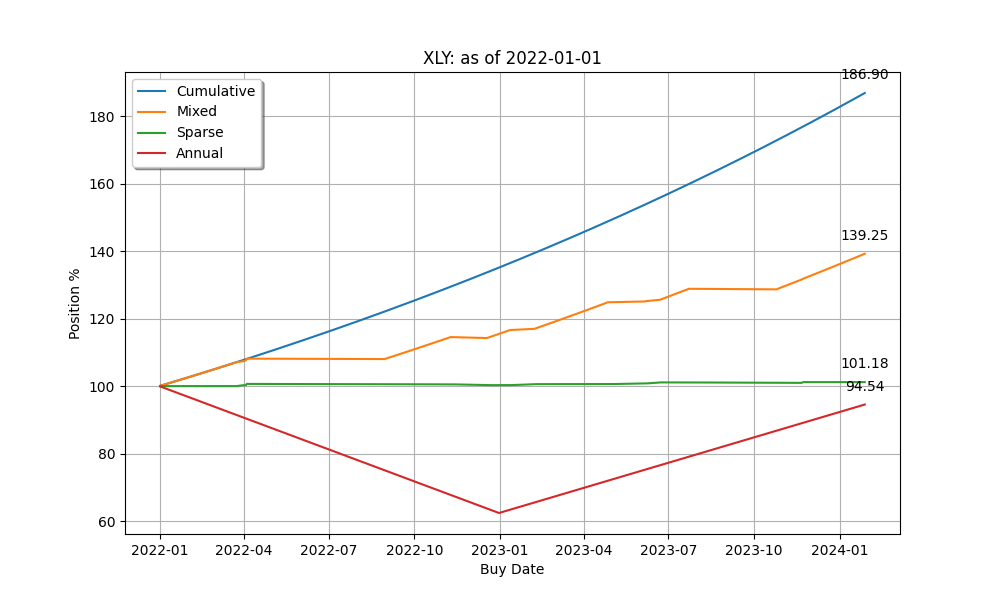 XLY: as of 2022-01-01
186.90
Cumulative
Mixed
Sparse
Annual
180
160
140
120
100
80
60
139.25
101.18
94.54
Position %
2022-01
2022-04
2022-07
2022-10
2023-01
2023-04
2023-07
2023-10
2024-01
Buy Date